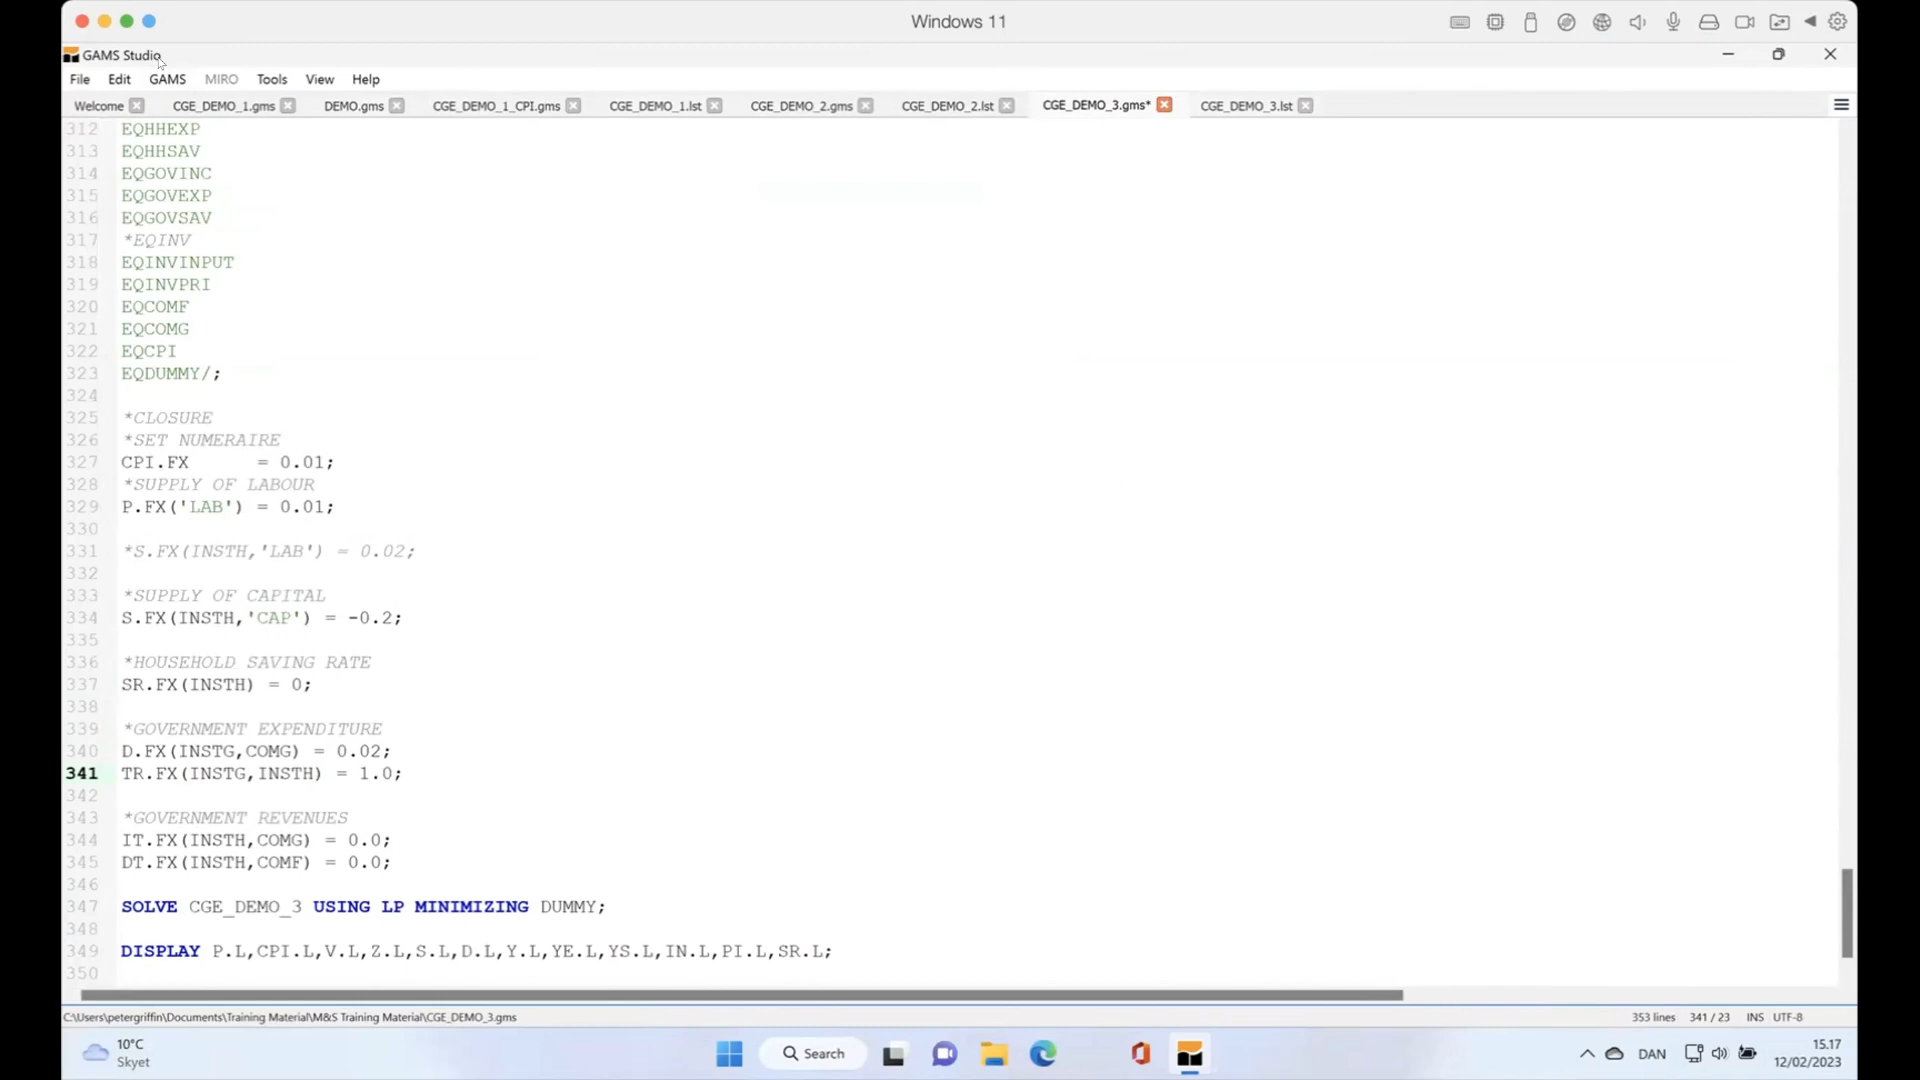 Windows 11
GAMS Studio
File Edit GAMS MIRO Tools View Help
Welcome CGE_DEMO_1.gms DEMO.gms CGE_DEMO_1_CPI.gms CGE_DEMO_1.lst CGE_DEMO_2.gms CGE_DEMO_2.lst CGE_DEMO_3.gms* CGE_DEMO_3.lst
312 EQHHEXP
313 EQHHSAV
314 EQGOVINC
315 EQGOVEXP
316 EQGOVSAV
317 *EQINV
318 EQINVINPUT
319 EQINVPRI
320 EQCOMF
321 EQCOMG
322 EQCPI
323 EQDUMMY/;
324
325 *CLOSURE
326 *SET NUMERAIRE
327 CPI.FX = 0.01;
328 *SUPPLY OF LABOUR
329 P.FX('LAB') = 0.01;
330
331 *S.FX(INSTH,'LAB') = 0.02;
332
333 *SUPPLY OF CAPITAL
334 S.FX(INSTH,'CAP') = -0.2;
335
336 *HOUSEHOLD SAVING RATE
337 SR.FX(INSTH) = 0;
338
339 *GOVERNMENT EXPENDITURE
340 D.FX(INSTG,COMG) = 0.02;
341 TR.FX(INSTG,INSTH) = 1.0;
342
343 *GOVERNMENT REVENUES
344 IT.FX(INSTH,COMG) = 0.0;
345 DT.FX(INSTH,COMF) = 0.0;
346
347 SOLVE CGE_DEMO_3 USING LP MINIMIZING DUMMY;
348
349 DISPLAY P.L,CPI.L,V.L,Z.L,S.L,D.L,Y.L,YE.L,YS.L,IN.L,PI.L,SR.L;
350
C:\Users\petergriffin\Documents\Training Material\M&S Training Material\CGE_DEMO_3.gms 353 lines 341 / 23 INS UTF-8
10°C
Skyet
Search
DAN
15.17
12/02/2023